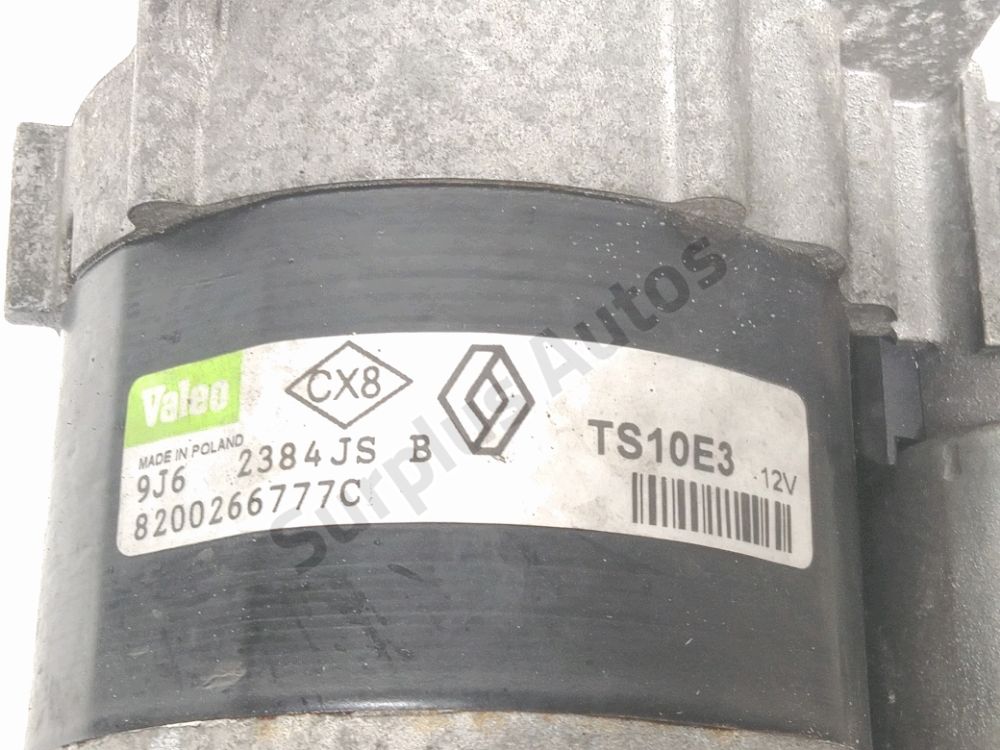 Valeo
CX8
MADE IN POLAND
9J6 2384JS B
8200266777C
TS10E3
12V
Surplus Autos